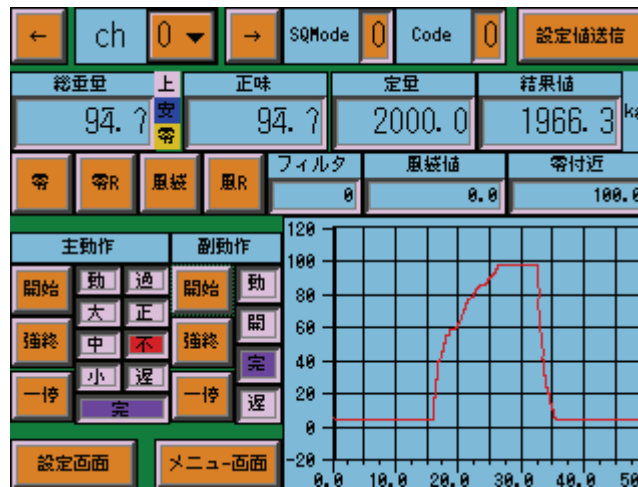 ← ch 0 → SQMode 0 Code 0 設定値送信
総重量 上 正味 定量 結果値
94.7 安 94.7 2000.0 1966.3
零
零 零R 風袋 風R フィルタ 風袋値 零付近
0 0.0 100.0
主動作 副動作
開始 動 過 開始 動
大 正 開
強終 中 不 強終 完
小 遅
一停 完 一停 遅
設定画面 メニュー画面
120
100
80
60
40
20
0
-20
0.0 10.0 20.0 30.0 40.0 50